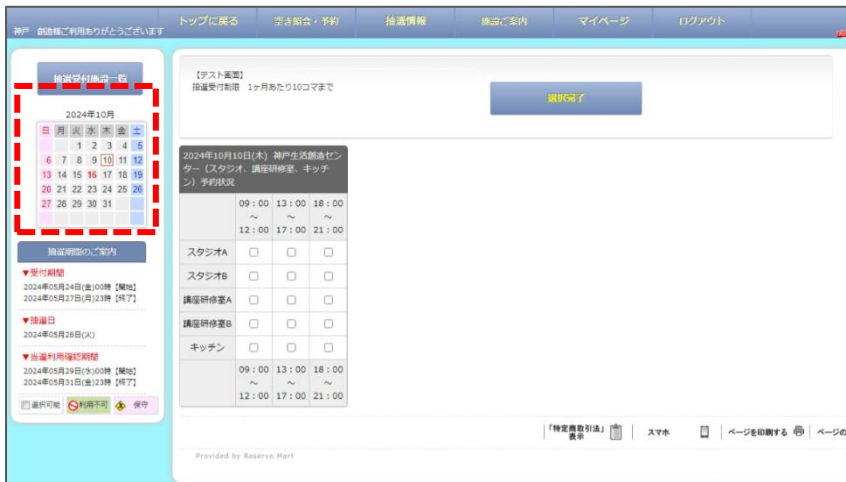 神戸 創造様ご利用ありがとうございます
トップに戻る 空き照会・予約 抽選情報 施設ご案内 マイページ ログアウト
抽選受付施設一覧
2024年10月
日 月 火 水 木 金 土
1 2 3 4 5
6 7 8 9 10 11 12
13 14 15 16 17 18 19
20 21 22 23 24 25 26
27 28 29 30 31
抽選期間のご案内
▼受付期間
2024年05月24日(金)00時【開始】
2024年05月27日(月)23時【終了】
▼抽選日
2024年05月28日(火)
▼当選利用確認期間
2024年05月29日(水)00時【開始】
2024年05月31日(金)23時【終了】
選択可能 利用不可 保守
【テスト画面】
抽選受付制限 1ヶ月あたり10コマまで
選択完了
2024年10月10日(木) 神戸生活創造セン
ター(スタジオ、講座研修室、キッチ
ン) 予約状況
09:00 13:00 18:00
~ ~ ~
12:00 17:00 21:00
スタジオA
スタジオB
講座研修室A
講座研修室B
キッチン
09:00 13:00 18:00
~ ~ ~
12:00 17:00 21:00
「特定商取引法」
表示
スマホ
ページを印刷する
ページの
Provided by Reserve Mart